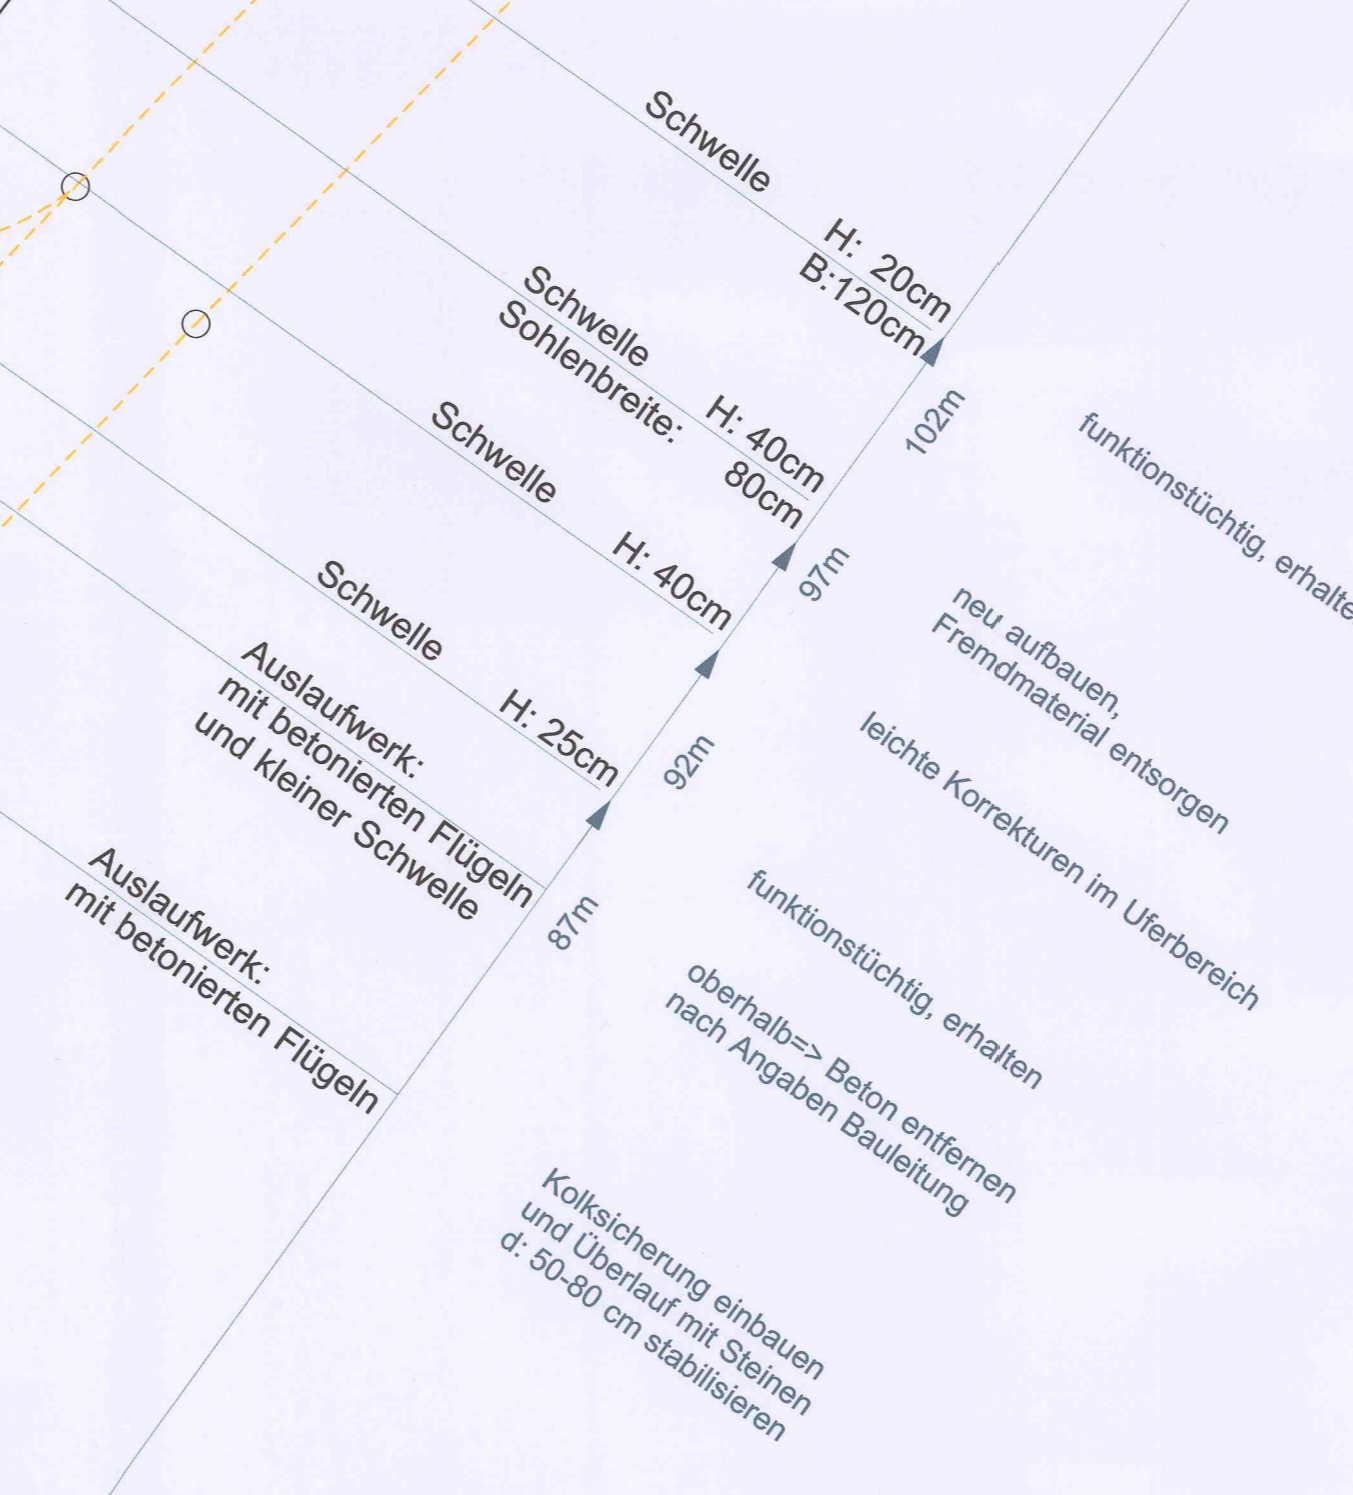 Schwelle
H: 20cm
B:120cm
102m
funktionstüchtig, erhalte
Schwelle
Sohlenbreite:
H: 40cm
80cm
97m
neu aufbauen,
Fremdmaterial entsorgen
Schwelle
H: 40cm
92m
leichte Korrekturen im Uferbereich
Schwelle
H: 25cm
87m
funktionstüchtig, erhalten
Auslaufwerk:
mit betonierten Flügeln
und kleiner Schwelle
oberhalb=> Beton entfernen
nach Angaben Bauleitung
Auslaufwerk:
mit betonierten Flügeln
Kolksicherung einbauen
und Überlauf mit Steinen
d: 50-80 cm stabilisieren